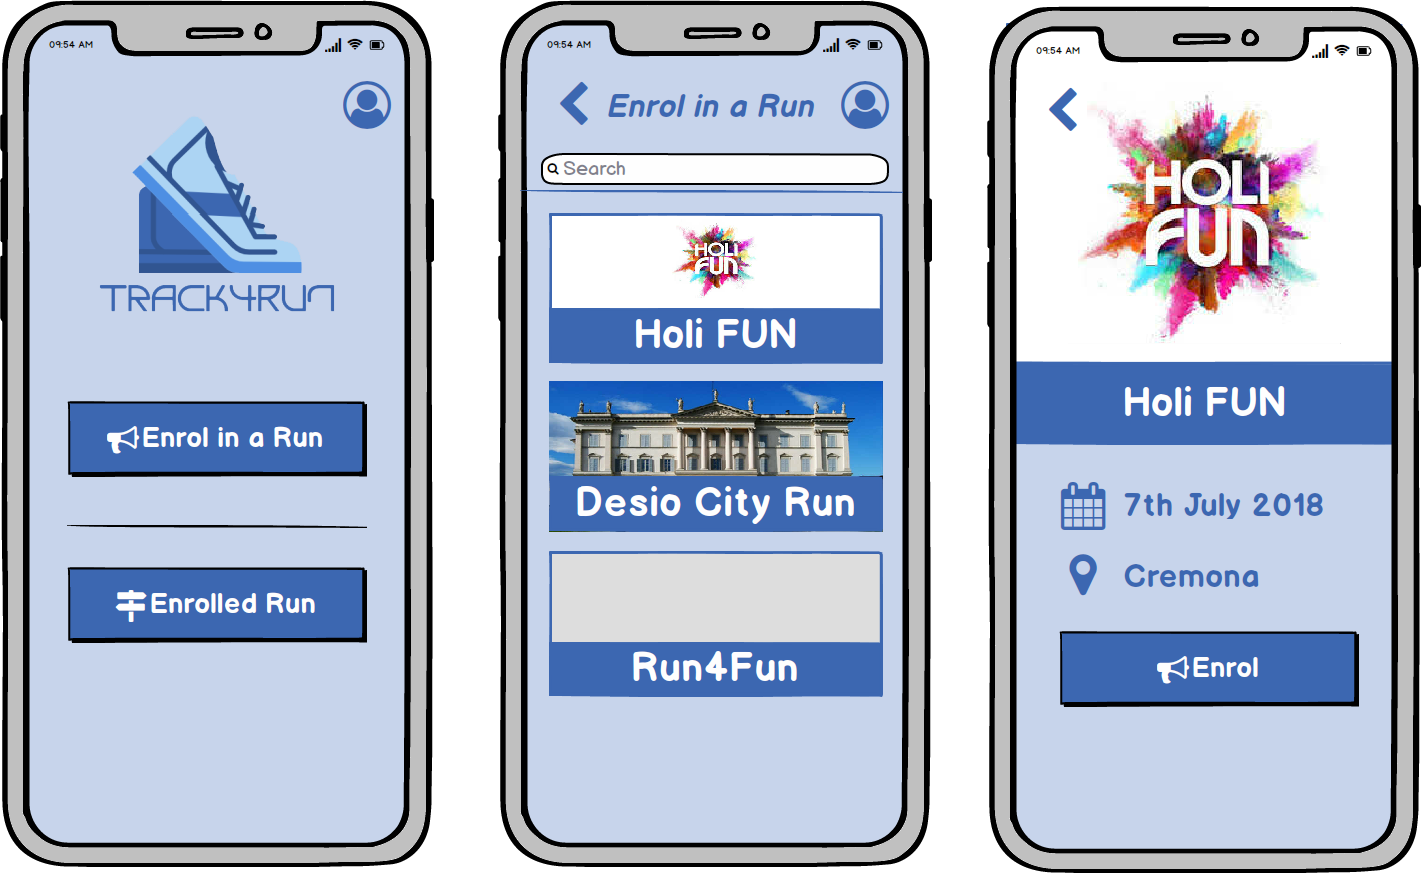 09:54 AM
TRACK4RUN
Enrol in a Run
Enrolled Run
09:54 AM
Enrol in a Run
Search
HOLI
FUN
Holi FUN
Desio City Run
Run4Fun
09:54 AM
HOLI
FUN
Holi FUN
7th July 2018
Cremona
Enrol